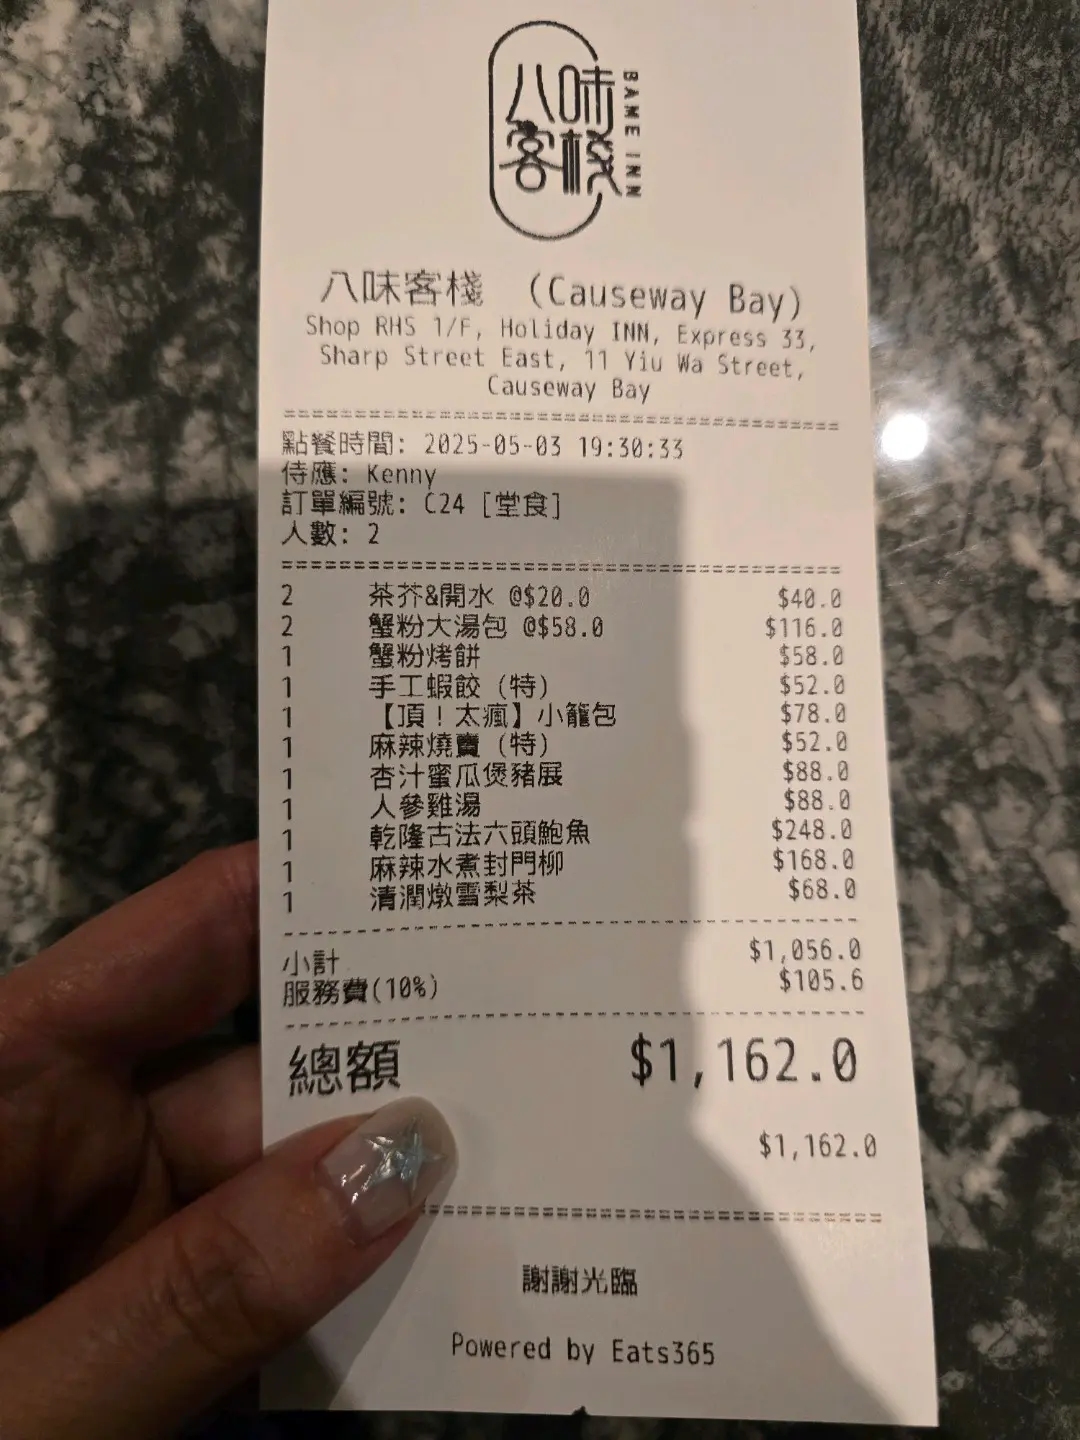 八味
客栈
BAME INN
八味客棧 (Causeway Bay)
Shop RHS 1/F, Holiday INN, Express 33,
Sharp Street East, 11 Yiu Wa Street,
Causeway Bay
點餐時間: 2025-05-03 19:30:33
侍應: Kenny
訂單編號: C24 [堂食]
人數: 2
2 茶芥&開水 @$20.0 $40.0
2 蟹粉大湯包 @$58.0 $116.0
1 蟹粉烤餅 $58.0
1 手工蝦餃 (特) $52.0
1 【頂！太瘋】小籠包 $78.0
1 麻辣燒賣 (特) $52.0
1 杏汁蜜瓜煲豬展 $88.0
1 人參雞湯 $88.0
1 乾隆古法六頭鮑魚 $248.0
1 麻辣水煮封門柳 $168.0
1 清潤燉雪梨茶 $68.0
小計 $1,056.0
服務費(10%) $105.6
總額 $1,162.0
$1,162.0
謝謝光臨
Powered by Eats365